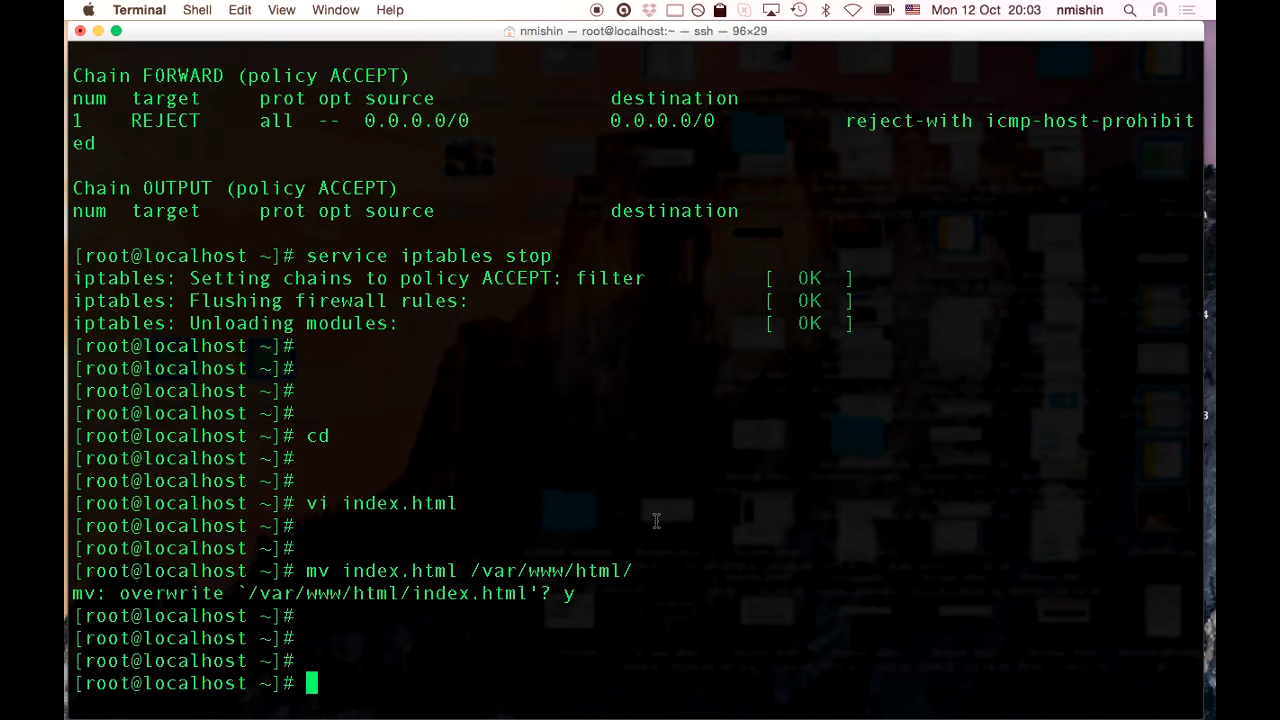 Terminal Shell Edit View Window Help Mon 12 Oct 20:03 nmishin
nmishin — root@localhost:~ — ssh — 96×29
Chain FORWARD (policy ACCEPT)
num target prot opt source destination
1 REJECT all -- 0.0.0.0/0 0.0.0.0/0 reject-with icmp-host-prohibit
ed
Chain OUTPUT (policy ACCEPT)
num target prot opt source destination
[root@localhost ~]# service iptables stop
iptables: Setting chains to policy ACCEPT: filter [ OK ]
iptables: Flushing firewall rules: [ OK ]
iptables: Unloading modules: [ OK ]
[root@localhost ~]#
[root@localhost ~]#
[root@localhost ~]#
[root@localhost ~]#
[root@localhost ~]# cd
[root@localhost ~]#
[root@localhost ~]#
[root@localhost ~]# vi index.html
[root@localhost ~]#
[root@localhost ~]#
[root@localhost ~]# mv index.html /var/www/html/
mv: overwrite `/var/www/html/index.html'? y
[root@localhost ~]#
[root@localhost ~]#
[root@localhost ~]#
[root@localhost ~]#